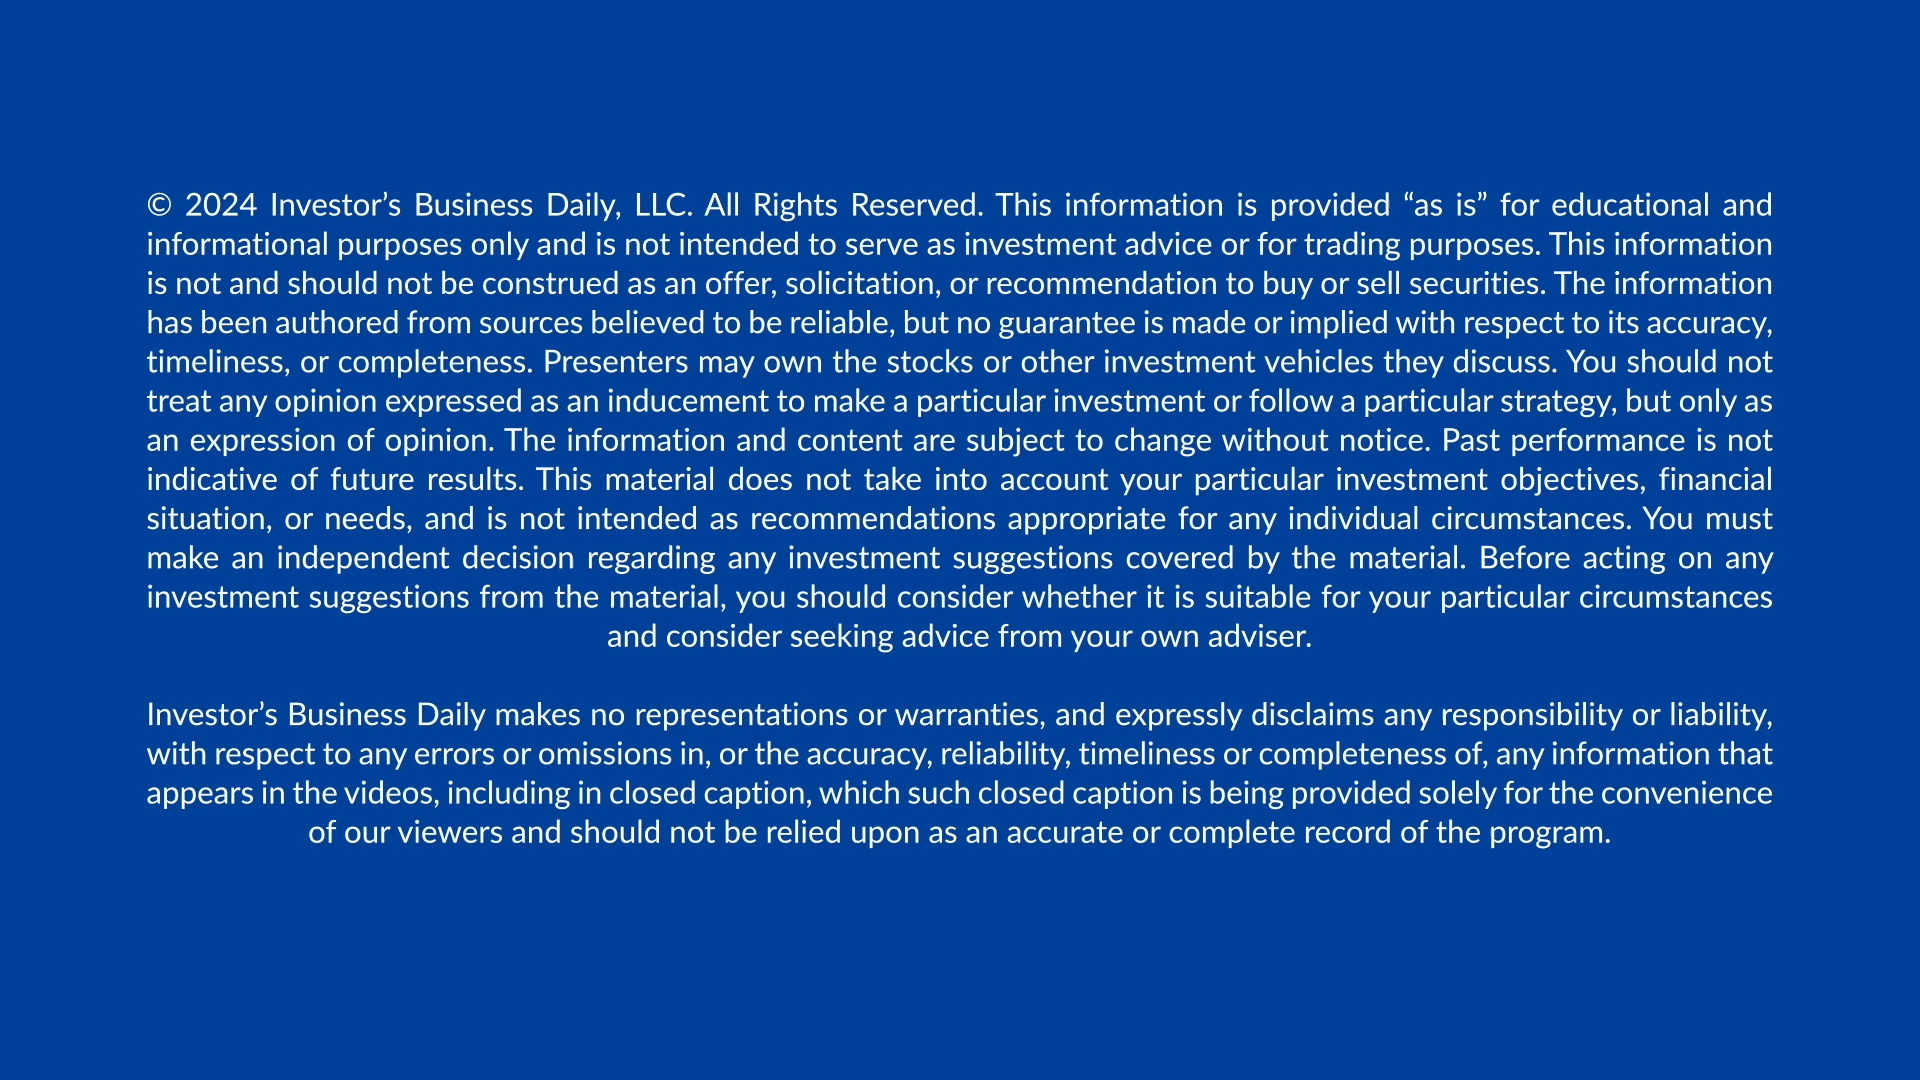 © 2024 Investor’s Business Daily, LLC. All Rights Reserved. This information is provided “as is” for educational and
informational purposes only and is not intended to serve as investment advice or for trading purposes. This information
is not and should not be construed as an offer, solicitation, or recommendation to buy or sell securities. The information
has been authored from sources believed to be reliable, but no guarantee is made or implied with respect to its accuracy,
timeliness, or completeness. Presenters may own the stocks or other investment vehicles they discuss. You should not
treat any opinion expressed as an inducement to make a particular investment or follow a particular strategy, but only as
an expression of opinion. The information and content are subject to change without notice. Past performance is not
indicative of future results. This material does not take into account your particular investment objectives, financial
situation, or needs, and is not intended as recommendations appropriate for any individual circumstances. You must
make an independent decision regarding any investment suggestions covered by the material. Before acting on any
investment suggestions from the material, you should consider whether it is suitable for your particular circumstances
and consider seeking advice from your own adviser.
Investor’s Business Daily makes no representations or warranties, and expressly disclaims any responsibility or liability,
with respect to any errors or omissions in, or the accuracy, reliability, timeliness or completeness of, any information that
appears in the videos, including in closed caption, which such closed caption is being provided solely for the convenience
of our viewers and should not be relied upon as an accurate or complete record of the program.